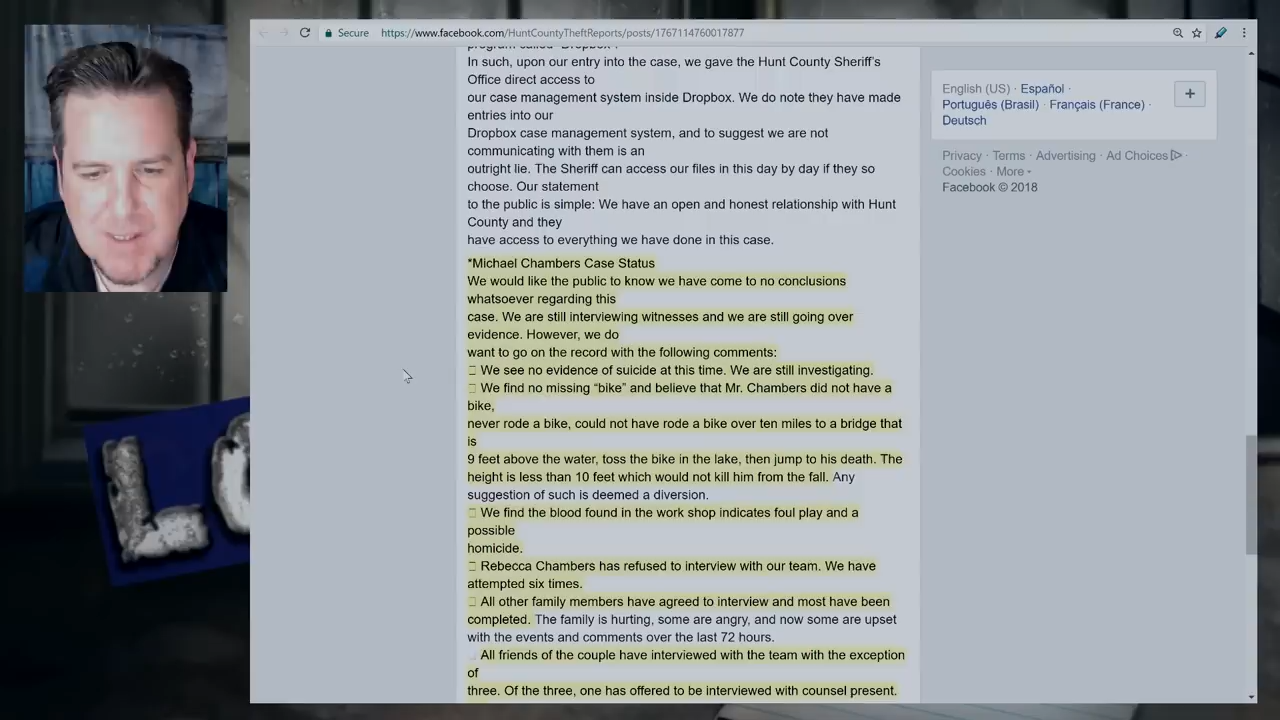 Secure
https://www.facebook.com/HuntCountyTheftReports/posts/1767114760017877
program called "Dropbox".
In such, upon our entry into the case, we gave the Hunt County Sheriff's
Office direct access to
our case management system inside Dropbox. We do note they have made
entries into our
Dropbox case management system, and to suggest we are not
communicating with them is an
outright lie. The Sheriff can access our files in this day by day if they so
choose. Our statement
to the public is simple: We have an open and honest relationship with Hunt
County and they
have access to everything we have done in this case.
*Michael Chambers Case Status
We would like the public to know we have come to no conclusions
whatsoever regarding this
case. We are still interviewing witnesses and we are still going over
evidence. However, we do
want to go on the record with the following comments:
We see no evidence of suicide at this time. We are still investigating.
We find no missing “bike” and believe that Mr. Chambers did not have a
bike,
never rode a bike, could not have rode a bike over ten miles to a bridge that
is
9 feet above the water, toss the bike in the lake, then jump to his death. The
height is less than 10 feet which would not kill him from the fall. Any
suggestion of such is deemed a diversion.
We find the blood found in the work shop indicates foul play and a
possible
homicide.
Rebecca Chambers has refused to interview with our team. We have
attempted six times.
All other family members have agreed to interview and most have been
completed. The family is hurting, some are angry, and now some are upset
with the events and comments over the last 72 hours.
All friends of the couple have interviewed with the team with the exception
of
three. Of the three, one has offered to be interviewed with counsel present.
English (US) · Español ·
Português (Brasil) · Français (France) ·
Deutsch
Privacy · Terms · Advertising · Ad Choices ·
Cookies · More
Facebook © 2018
LO